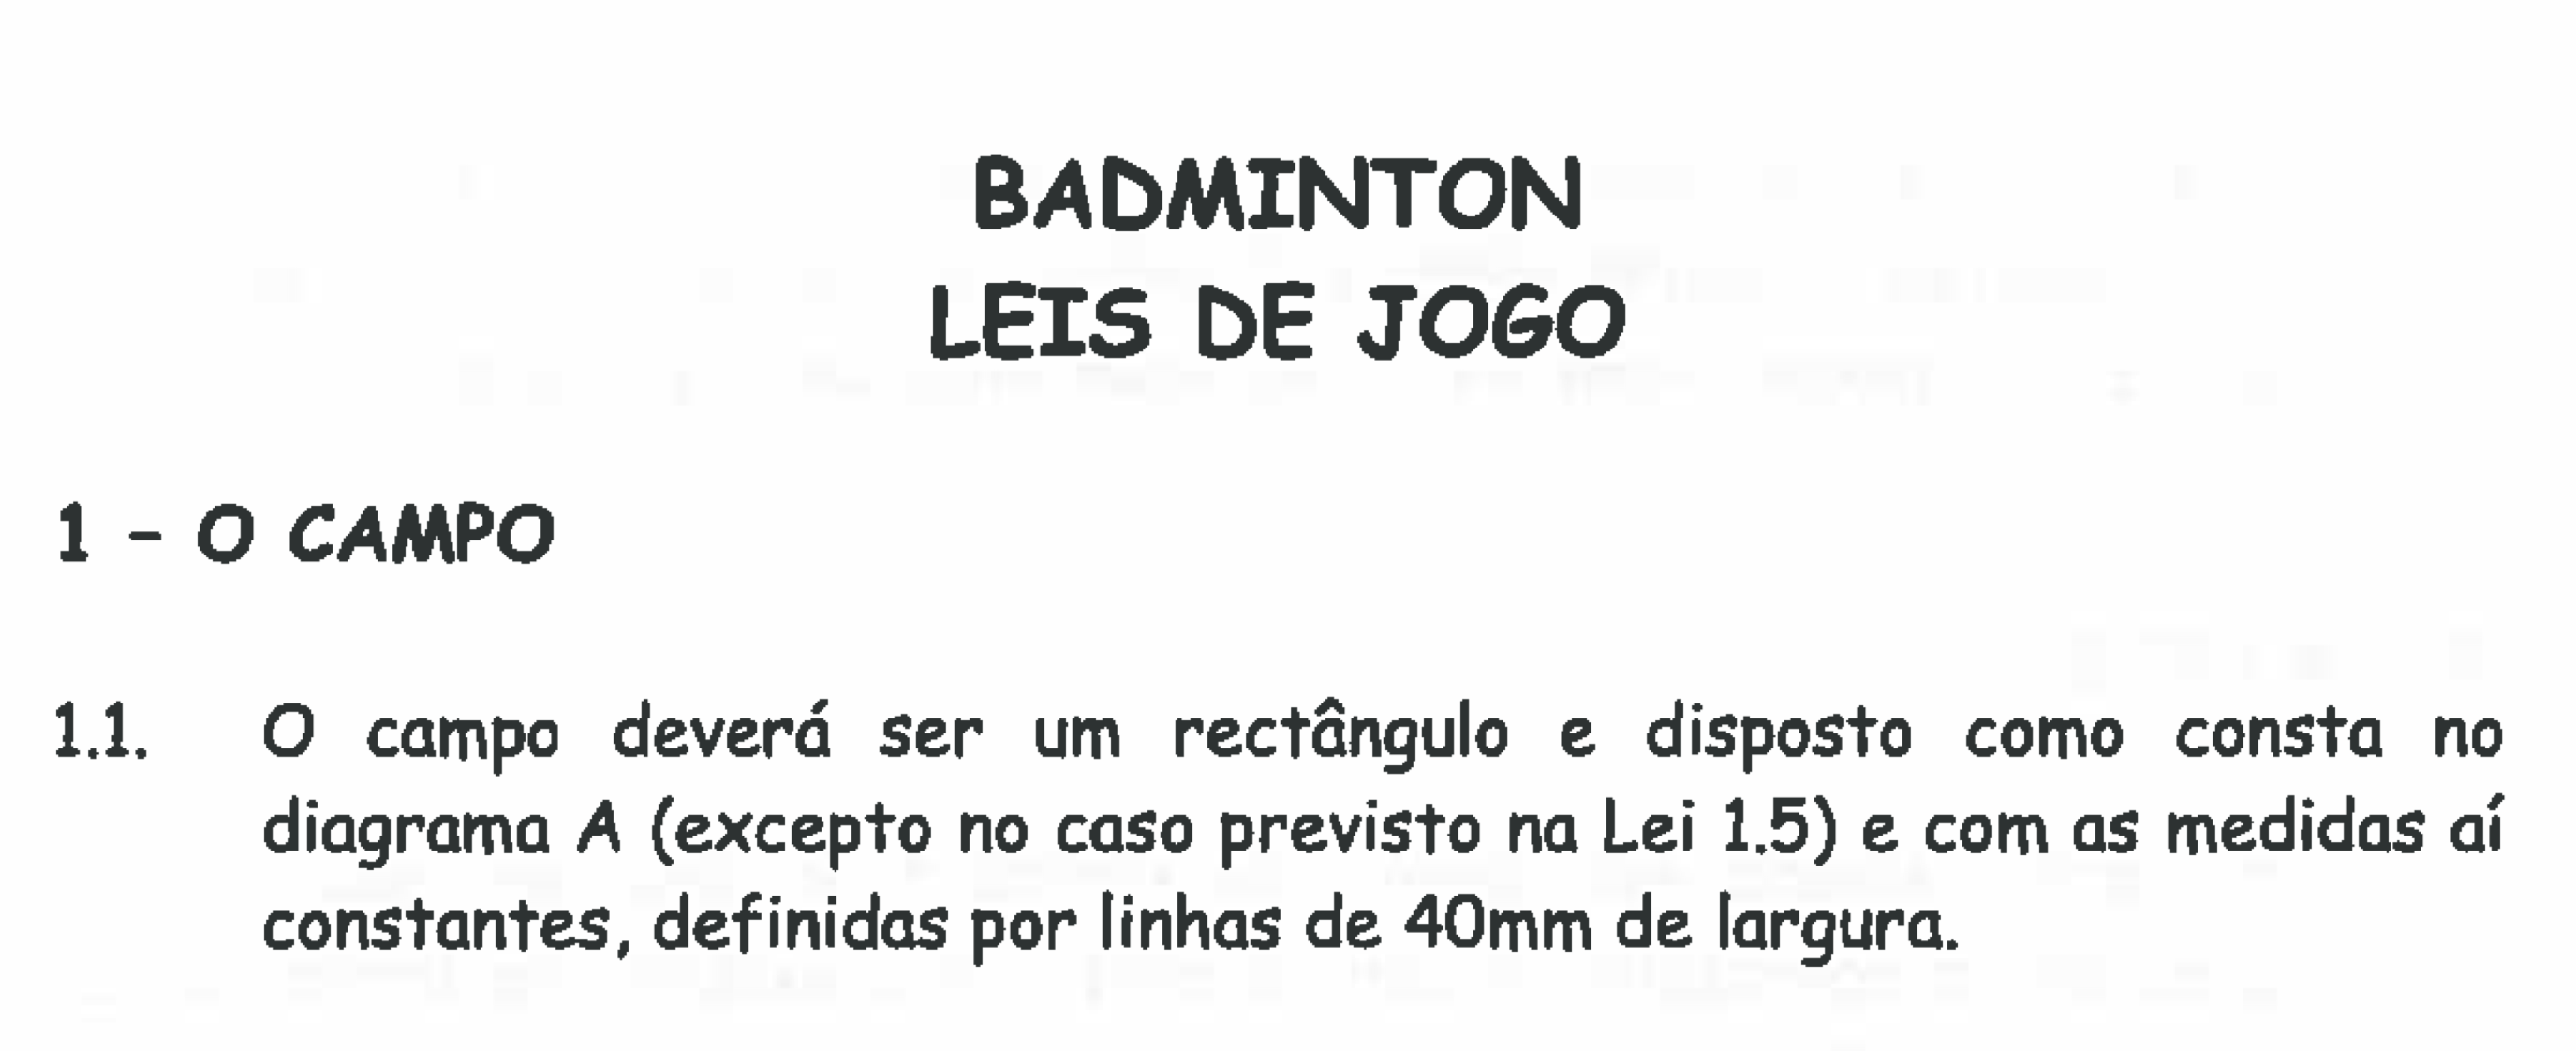 BADMINTON
LEIS DE JOGO
1 - O CAMPO
1.1. O campo deverá ser um rectângulo e disposto como consta no
diagrama A (excepto no caso previsto na Lei 1.5) e com as medidas aí
constantes, definidas por linhas de 40mm de largura.